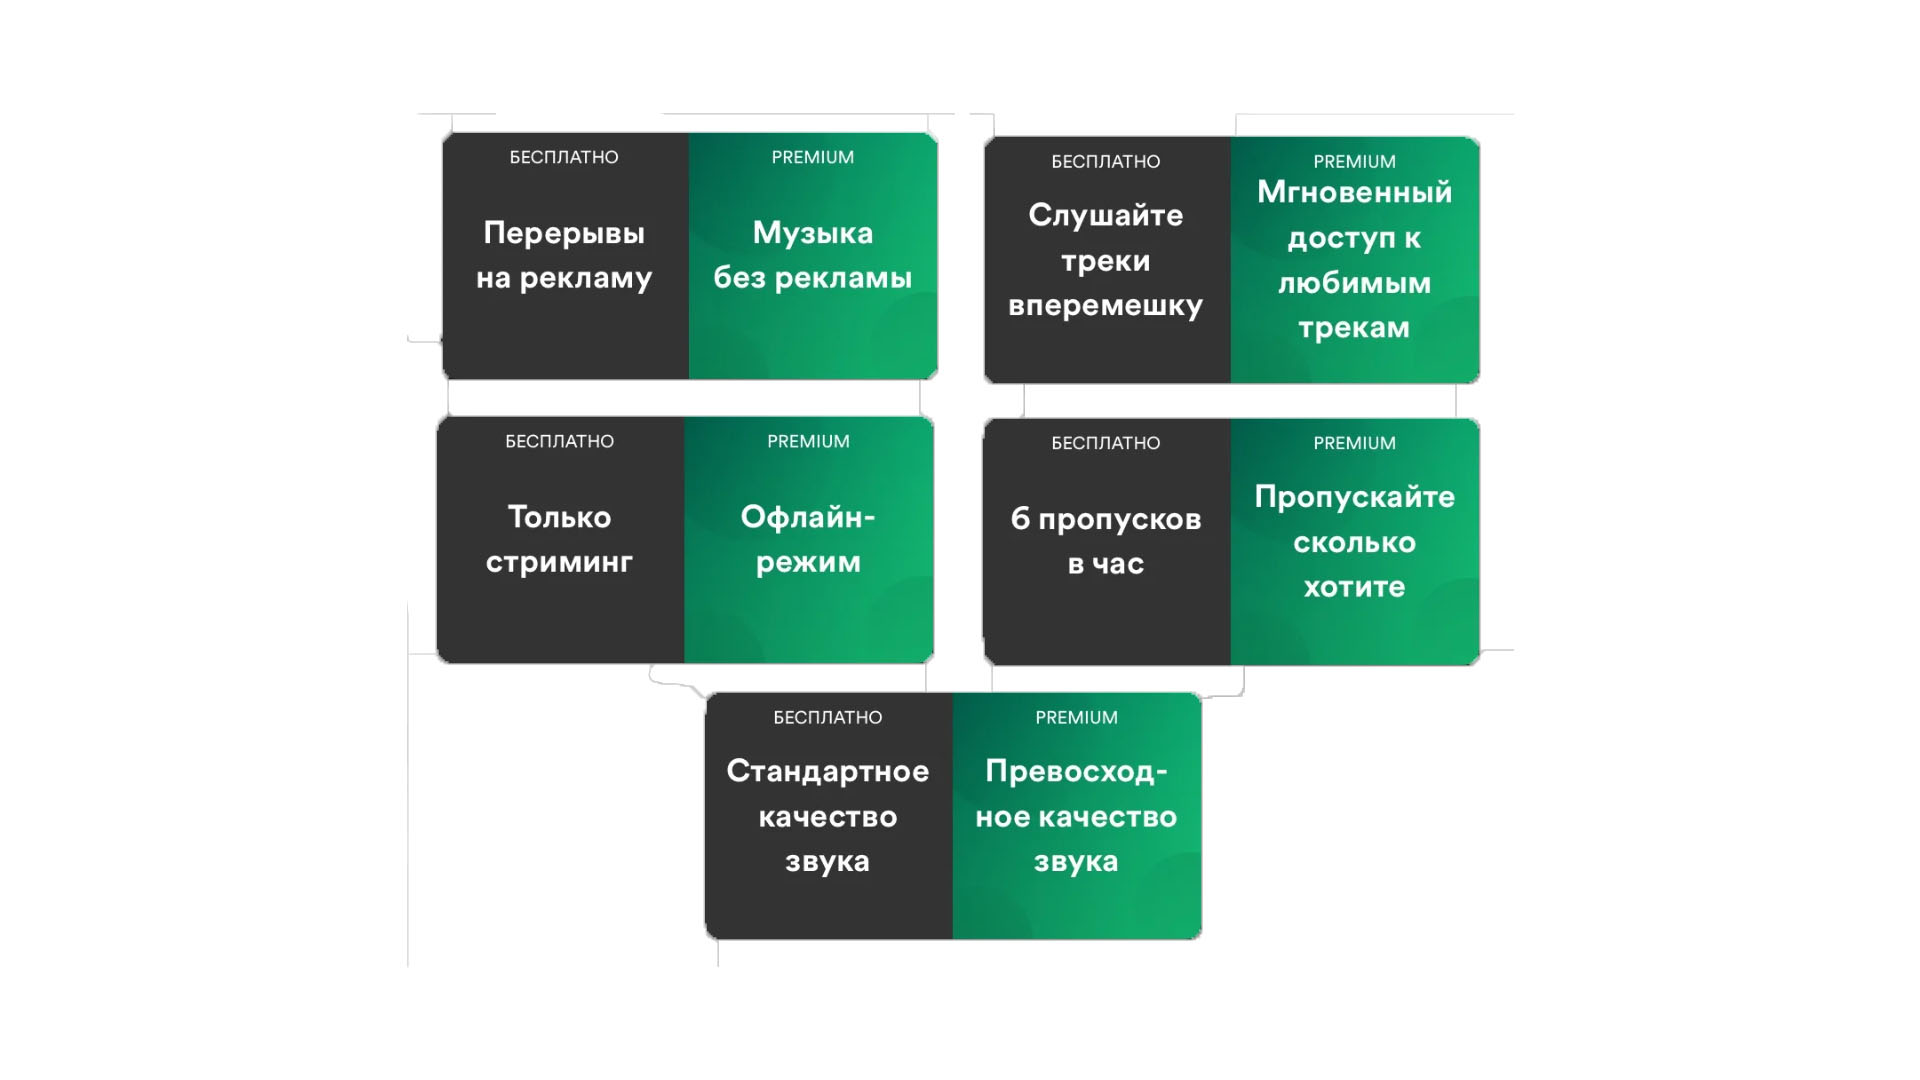 БЕСПЛАТНО
Перерывы
на рекламу
PREMIUM
Музыка
без рекламы
БЕСПЛАТНО
Слушайте
треки
вперемешку
PREMIUM
Мгновенный
доступ к
любимым
трекам
БЕСПЛАТНО
Только
стриминг
PREMIUM
Офлайн-
режим
БЕСПЛАТНО
6 пропусков
в час
PREMIUM
Пропускайте
сколько
хотите
БЕСПЛАТНО
Стандартное
качество
звука
PREMIUM
Превосход-
ное качество
звука